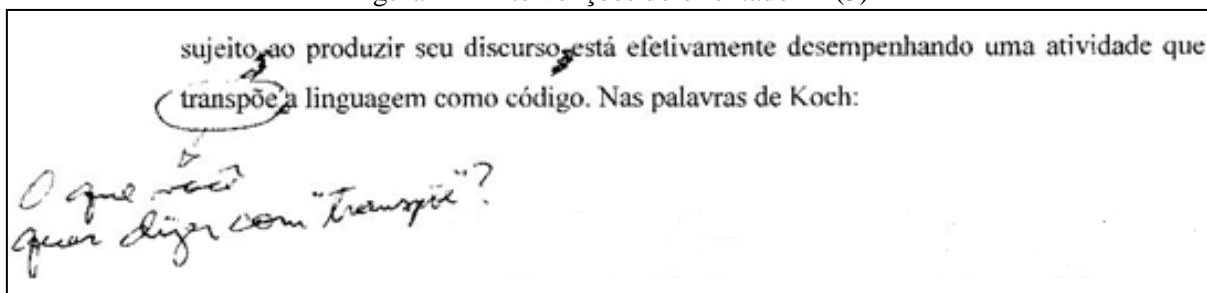 sujeito, ao produzir seu discurso, está efetivamente desempenhando uma atividade que
transpõe a linguagem como código. Nas palavras de Koch:
O que você
quer dizer com "transpõe"?